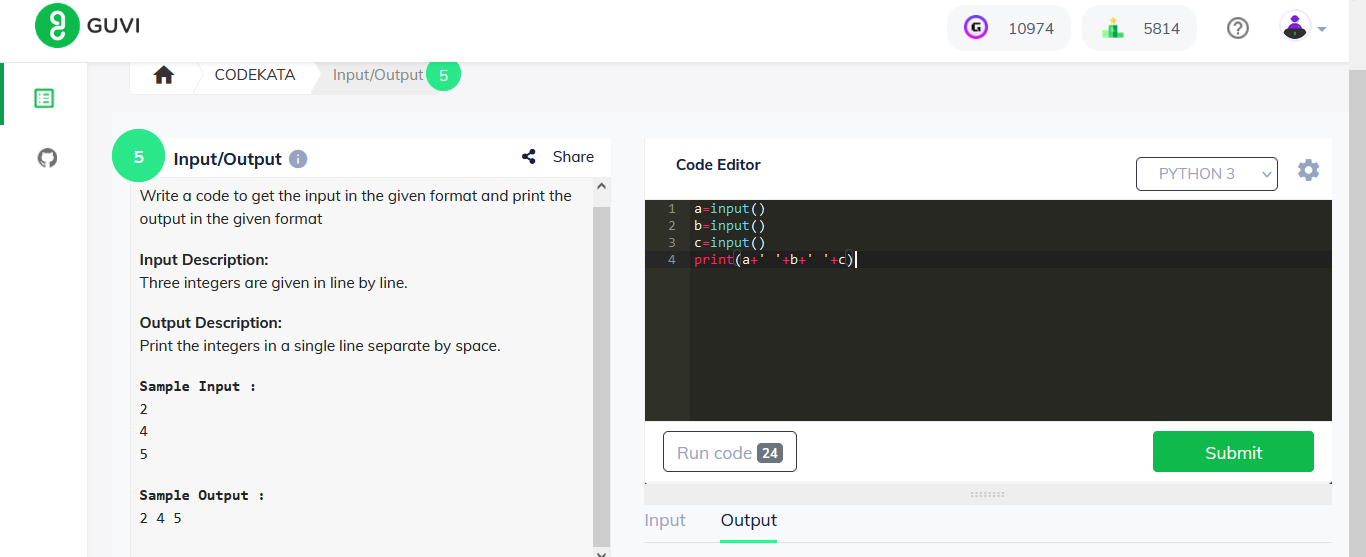 GUVI
10974
5814
CODEKATA
Input/Output
5
5
Input/Output
Share
Write a code to get the input in the given format and print the
output in the given format
Input Description:
Three integers are given in line by line.
Output Description:
Print the integers in a single line separate by space.
Sample Input :
2
4
5
Sample Output :
2 4 5
Code Editor
PYTHON 3
1 a=input()
2 b=input()
3 c=input()
4 print(a+' '+b+' '+c)
Run code 24
Submit
Input
Output